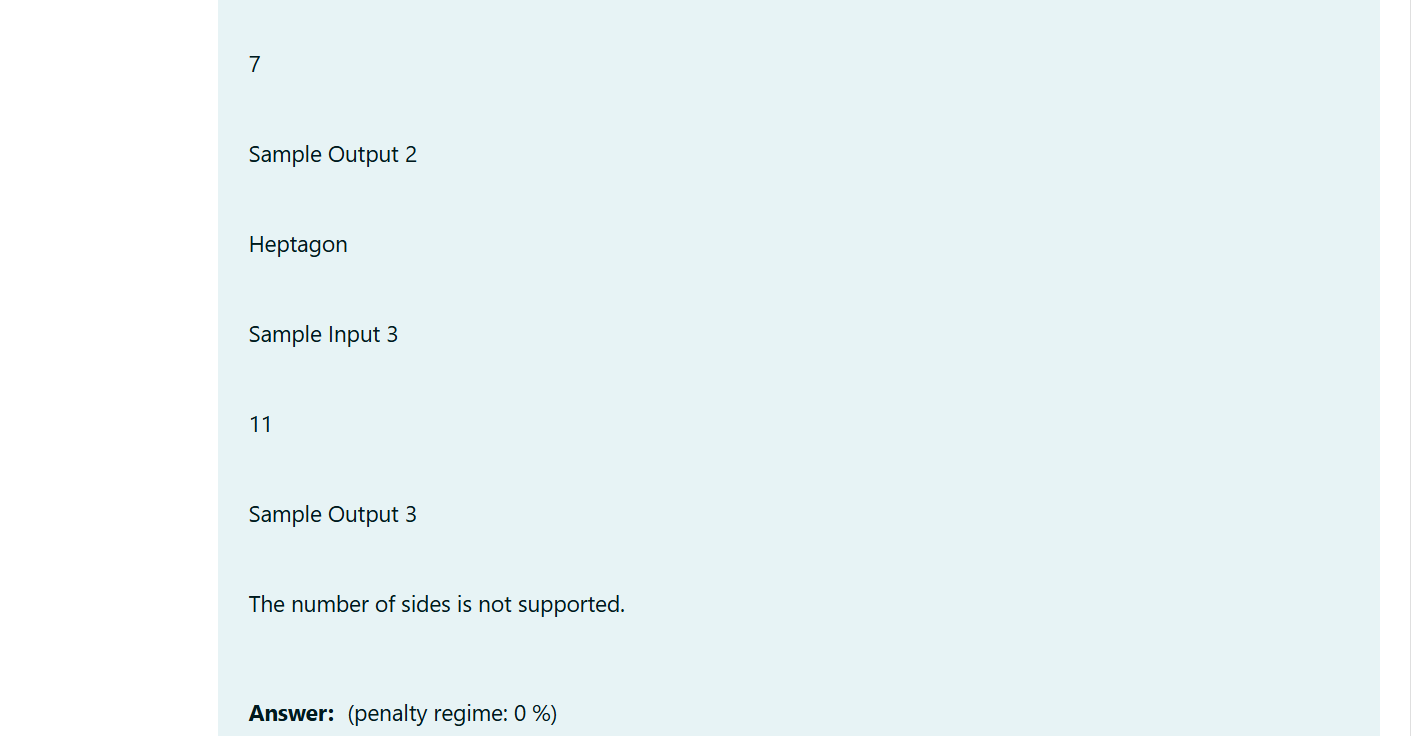 7
Sample Output 2
Heptagon
Sample Input 3
11
Sample Output 3
The number of sides is not supported.
Answer: (penalty regime: 0 %)